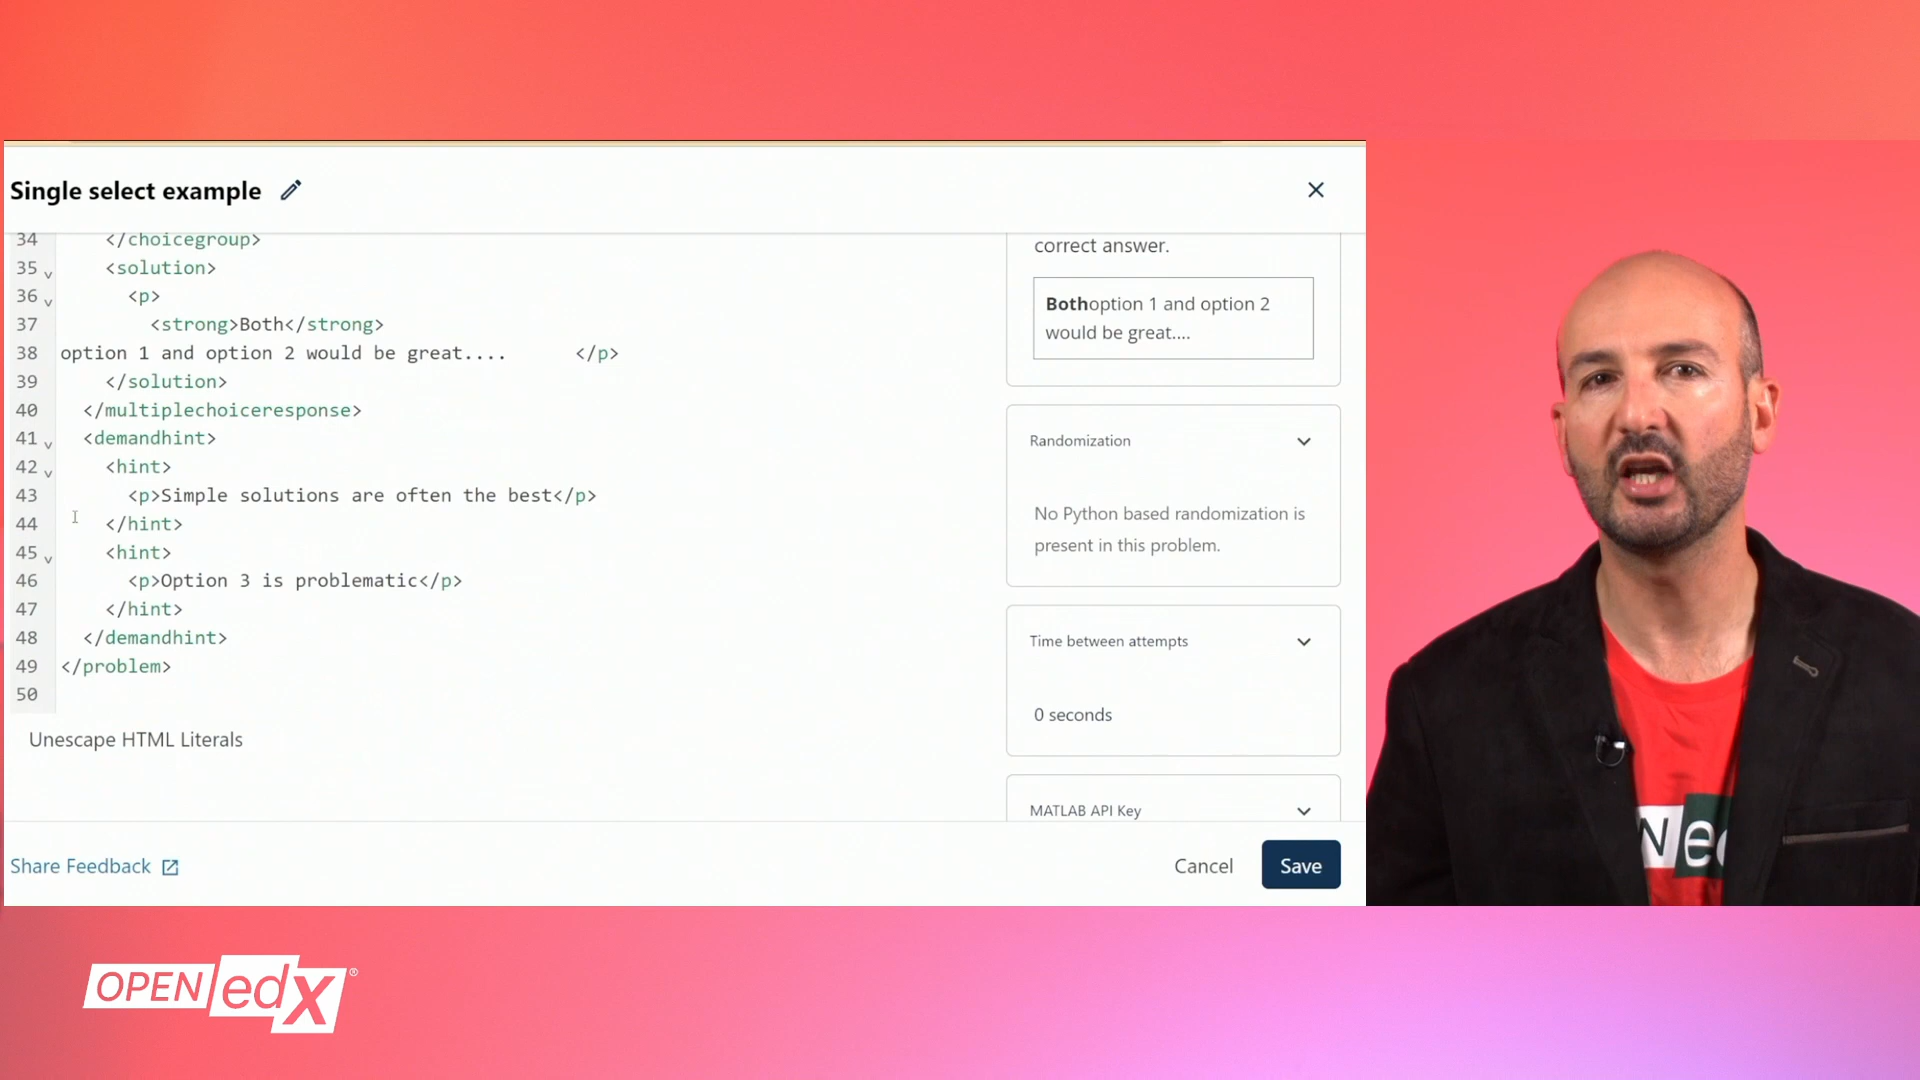 Single select example
34 </choicegroup>
35 <solution>
36 <p>
37 <strong>Both</strong>
38 option 1 and option 2 would be great.... </p>
39 </solution>
40 </multiplechoiceresponse>
41 <demandhint>
42 <hint>
43 <p>Simple solutions are often the best</p>
44 </hint>
45 <hint>
46 <p>Option 3 is problematic</p>
47 </hint>
48 </demandhint>
49 </problem>
50
Unescape HTML Literals
correct answer.
Bothoption 1 and option 2
would be great....
Randomization
No Python based randomization is
present in this problem.
Time between attempts
0 seconds
MATLAB API Key
Share Feedback
Cancel
Save
OPEN edX®